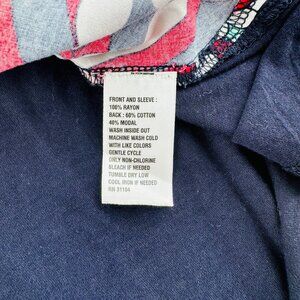 FRONT AND SLEEVE :
100% RAYON
BACK : 60% COTTON
40% MODAL
WASH INSIDE OUT
MACHINE WASH COLD
WITH LIKE COLORS
GENTLE CYCLE
ONLY NON-CHLORINE
BLEACH IF NEEDED
TUMBLE DRY LOW
COOL IRON IF NEEDED
RN 31104